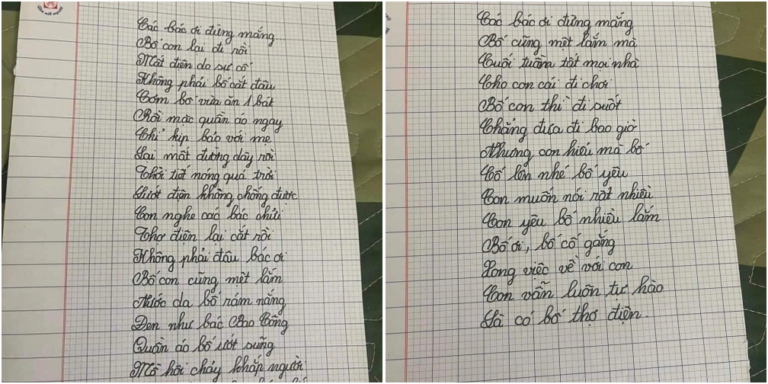 Các bác ơi đừng mắng
Bố con lại đi rồi
Mất điện do sự cố
Không phải bố cắt đâu
Cơm bố vừa ăn 1 bát
Rồi mặc quần áo ngay
Chỉ kịp báo với mẹ
Lại mất đường dây rồi
Thời tiết nóng quá trời
Lướt điện không chống được
Con nghe các bác chửi
Thợ điện lại cắt rồi
Không phải đâu bác ơi
Bố con cũng mệt lắm
Nước da bố rám nắng
Đen như bác Bao Công
Quần áo bố ướt sũng
Mồ hôi chảy khắp người
Các bác ơi đừng mắng
Bố cũng mệt lắm mà
Cuối tuần tất mọi nhà
Cho con cái đi chơi
Bố con thì đi suốt
Chẳng đưa đi bao giờ
Nhưng con hiểu mà bố
Cố lên nhé bố yêu
Con muốn nói rất nhiều
Con yêu bố nhiều lắm
Bố ơi, bố cố gắng
Xong việc về với con
Con vẫn luôn tự hào
Là có bố thợ điện.